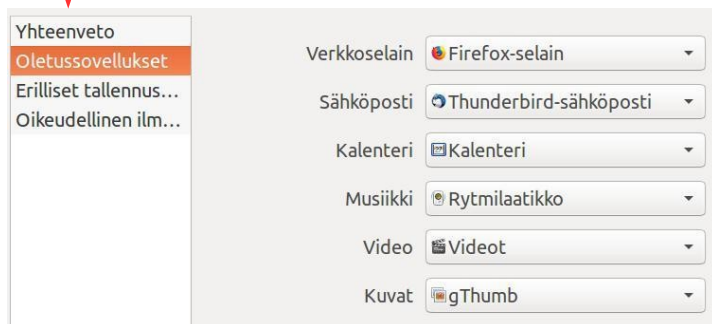 Yhteenveto
Oletussovellukset
Erilliset tallennus…
Oikeudellinen ilm…
Verkkoselain Firefox-selain
Sähköposti Thunderbird-sähköposti
Kalenteri Kalenteri
Musiikki Rytmilaatikko
Video Videot
Kuvat gThumb